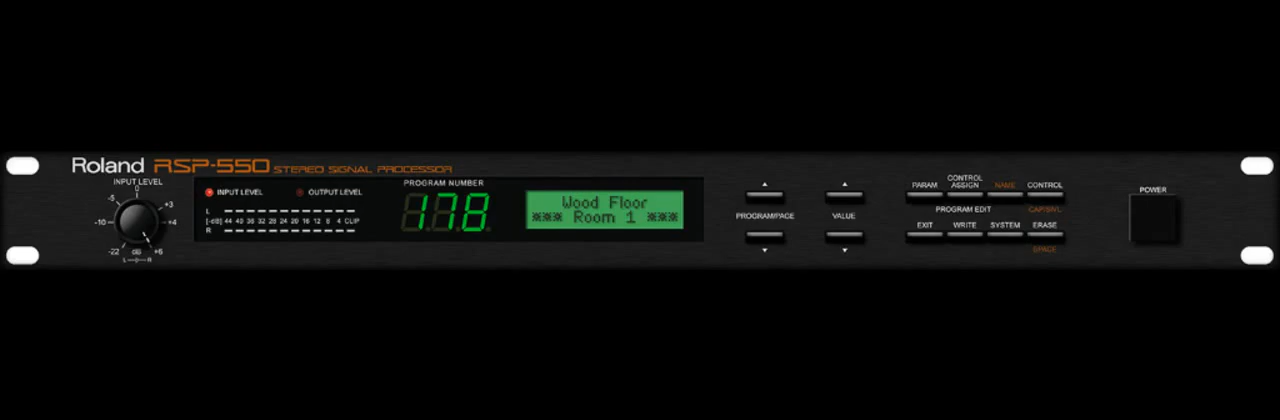 Roland RSP-550 STEREO SIGNAL PROCESSOR
INPUT LEVEL
0
-5 +3
-10 +4
-22 dB +6
L R
INPUT LEVEL OUTPUT LEVEL
L
[-dB] 44 40 36 32 28 24 20 16 12 8 4 CLIP
R
PROGRAM NUMBER
178
Wood Floor
※※※ Room 1 ※※※
PROGRAM/PAGE
VALUE
PARAM CONTROL ASSIGN NAME CONTROL
PROGRAM EDIT CAPS/N/L
EXIT WRITE SYSTEM ERASE
SPACE
POWER